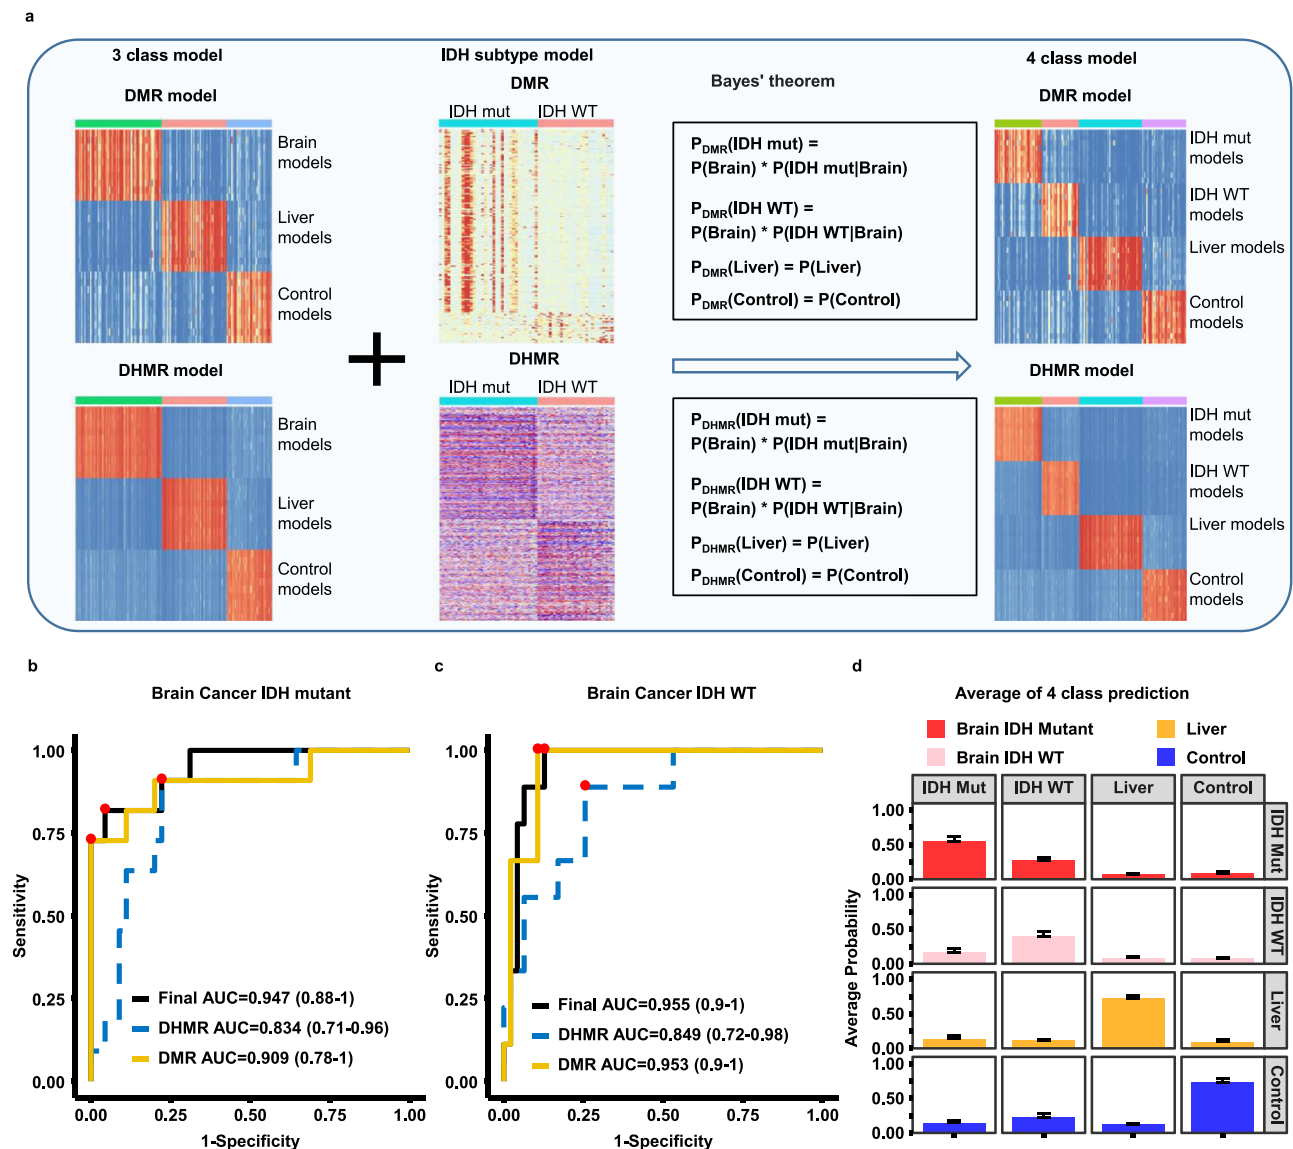 a
3 class model
IDH subtype model
4 class model
DMR model
DMR
IDH mut
IDH WT
Bayes' theorem
DMR model
Brain
models
Liver
models
Control
models
P_DMR(IDH mut) =
P(Brain) * P(IDH mut|Brain)
P_DMR(IDH WT) =
P(Brain) * P(IDH WT|Brain)
P_DMR(Liver) = P(Liver)
P_DMR(Control) = P(Control)
IDH mut
models
IDH WT
models
Liver models
Control
models
DHMR model
DHMR
IDH mut
IDH WT
DHMR model
Brain
models
Liver
models
Control
models
P_DHMR(IDH mut) =
P(Brain) * P(IDH mut|Brain)
P_DHMR(IDH WT) =
P(Brain) * P(IDH WT|Brain)
P_DHMR(Liver) = P(Liver)
P_DHMR(Control) = P(Control)
IDH mut
models
IDH WT
models
Liver models
Control
models
b
Brain Cancer IDH mutant
Sensitivity
1.00
0.75
0.50
0.25
0.00
Final AUC=0.947 (0.88-1)
DHMR AUC=0.834 (0.71-0.96)
DMR AUC=0.909 (0.78-1)
0.00 0.25 0.50 0.75 1.00
1-Specificity
c
Brain Cancer IDH WT
Sensitivity
1.00
0.75
0.50
0.25
0.00
Final AUC=0.955 (0.9-1)
DHMR AUC=0.849 (0.72-0.98)
DMR AUC=0.953 (0.9-1)
0.00 0.25 0.50 0.75 1.00
1-Specificity
d
Average of 4 class prediction
Brain IDH Mutant
Liver
Brain IDH WT
Control
IDH Mut
IDH WT
Liver
Control
Average Probability
1.00
0.50
0.00
IDH Mut
1.00
0.50
0.00
IDH WT
1.00
0.50
0.00
Liver
1.00
0.50
0.00
Control